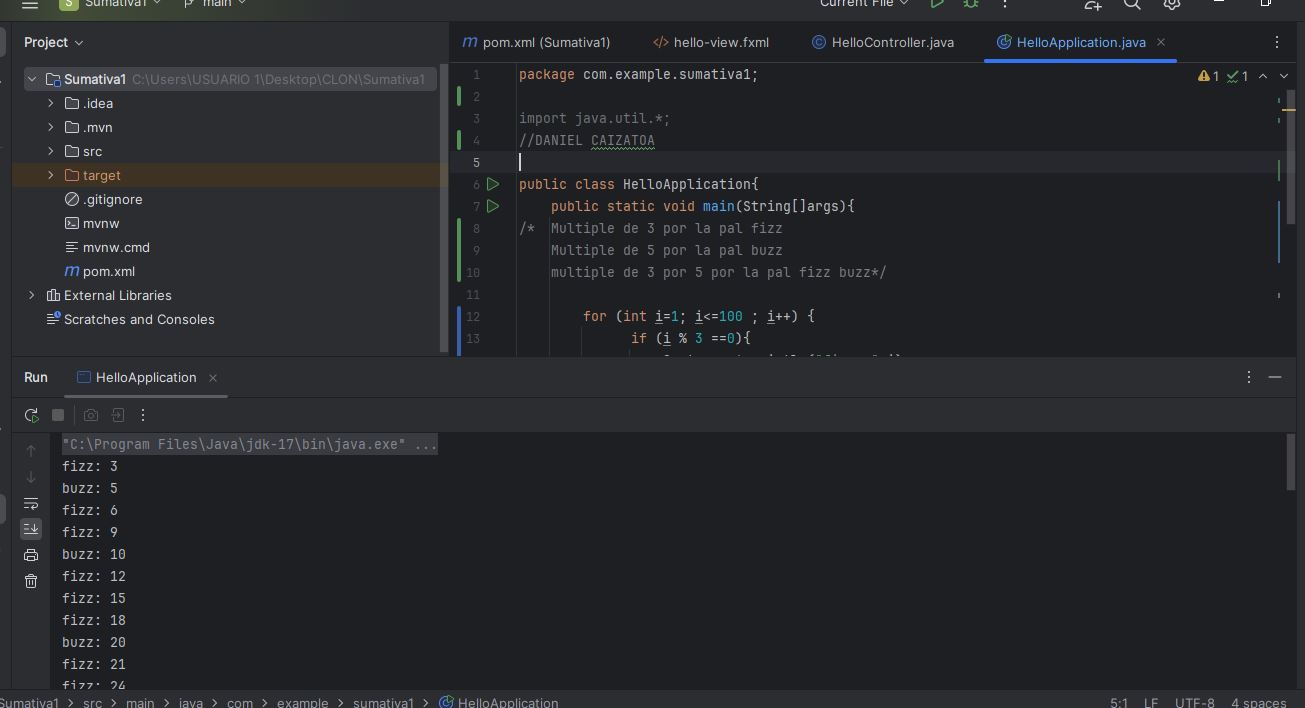 S Sumativa1 main Current File
Project
pom.xml (Sumativa1) hello-view.fxml HelloController.java HelloApplication.java
Sumativa1 C:\Users\USUARIO 1\Desktop\CLON\Sumativa1
.idea
.mvn
src
target
.gitignore
mvnw
mvnw.cmd
m pom.xml
External Libraries
Scratches and Consoles
1 package com.example.sumativa1;
1 1
2
3 import java.util.*;
4 //DANIEL CAIZATOA
5
6 public class HelloApplication{
7 public static void main(String[]args){
8 /* Multiple de 3 por la pal fizz
9 Multiple de 5 por la pal buzz
10 multiple de 3 por 5 por la pal fizz buzz*/
11
12 for (int i=1; i<=100 ; i++) {
13 if (i % 3 ==0){
Run HelloApplication
"C:\Program Files\Java\jdk-17\bin\java.exe" ...
fizz: 3
buzz: 5
fizz: 6
fizz: 9
buzz: 10
fizz: 12
fizz: 15
fizz: 18
buzz: 20
fizz: 21
fizz: 24
Sumativa1 > src > main > java > com > example > sumativa1 > HelloApplication 5:1 LF UTF-8 4 spaces